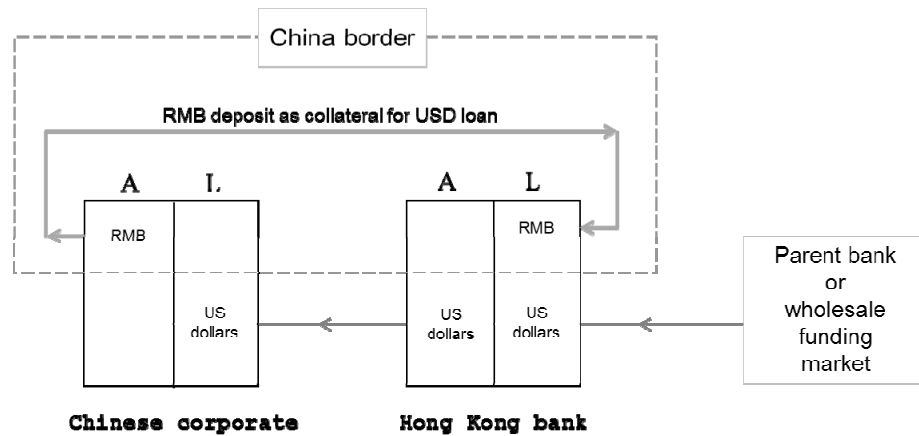 China border
RMB deposit as collateral for USD loan
A L
A L
RMB
RMB
US
dollars
US
dollars
US
dollars
Parent bank
or
wholesale
funding
market
Chinese corporate
Hong Kong bank